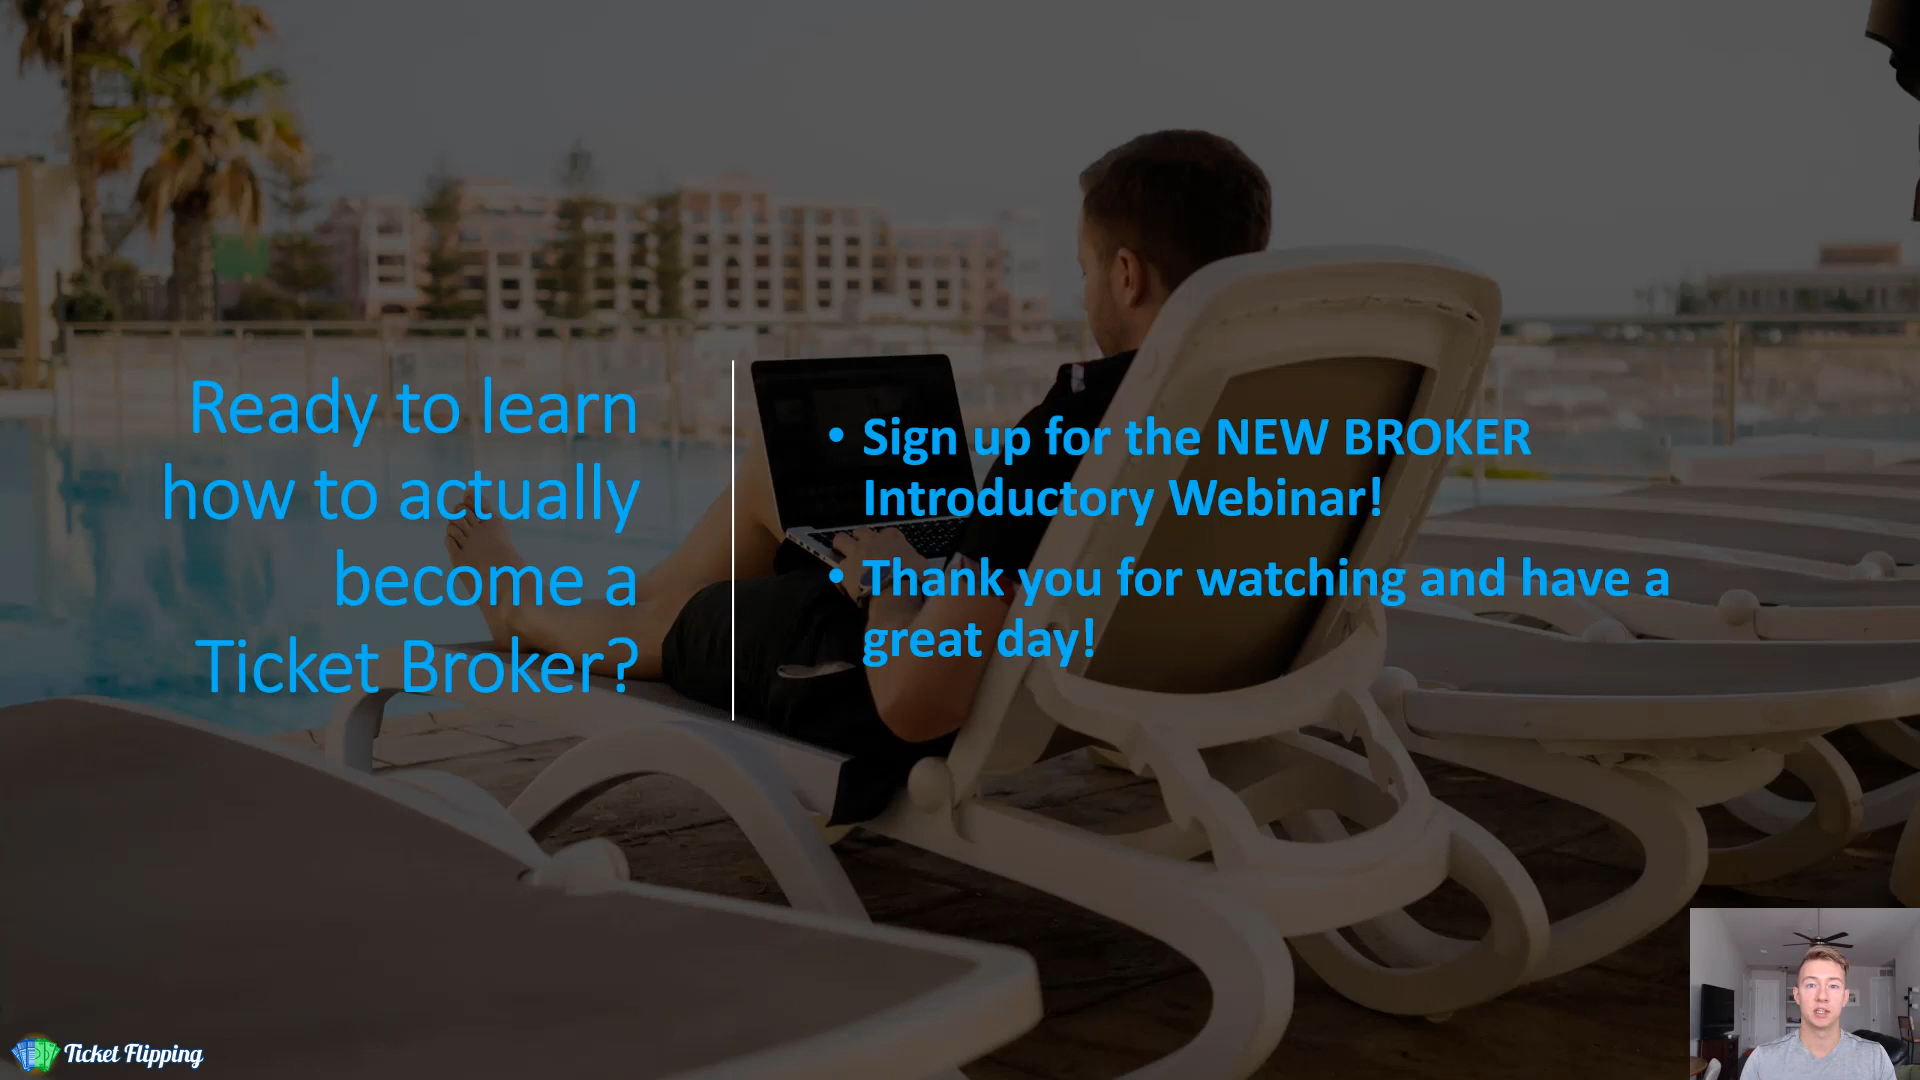 Ready to learn
how to actually
become a
Ticket Broker?
• Sign up for the NEW BROKER
Introductory Webinar!
• Thank you for watching and have a
great day!
Ticket Flipping